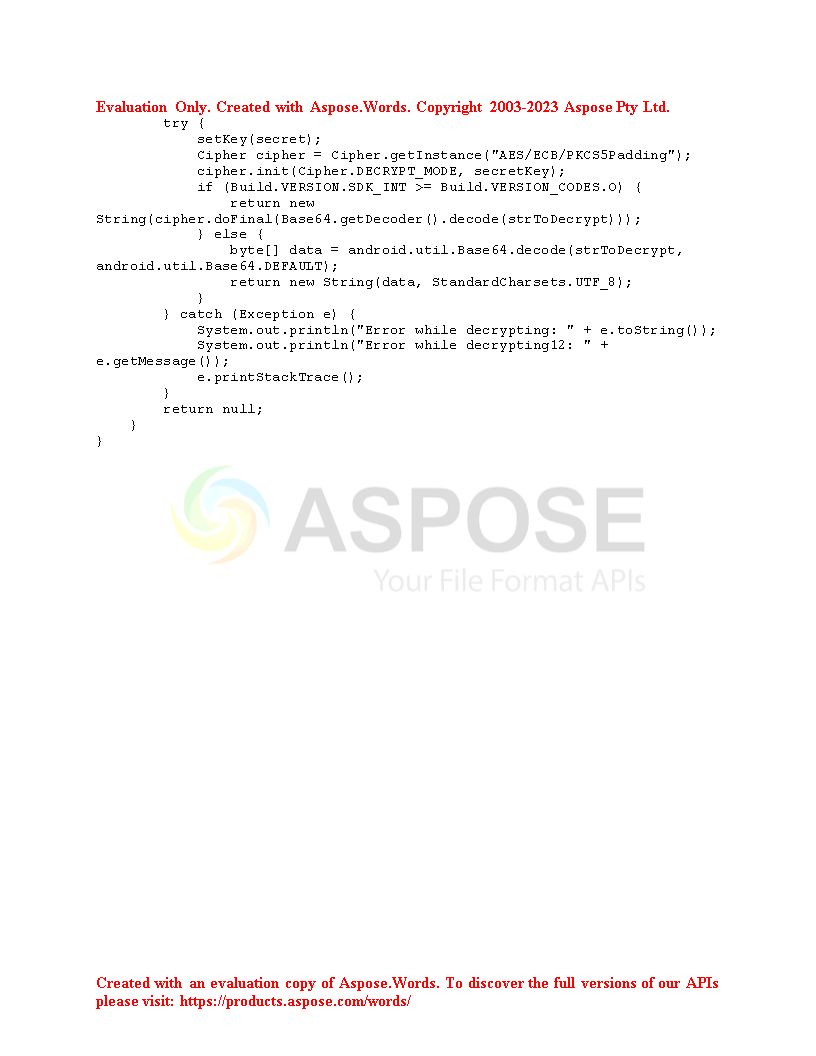 Evaluation Only. Created with Aspose.Words. Copyright 2003-2023 Aspose Pty Ltd.
        try {
            setKey(secret);
            Cipher cipher = Cipher.getInstance("AES/ECB/PKCS5Padding");
            cipher.init(Cipher.DECRYPT_MODE, secretKey);
            if (Build.VERSION.SDK_INT >= Build.VERSION_CODES.O) {
                return new
String(cipher.doFinal(Base64.getDecoder().decode(strToDecrypt)));
            } else {
                byte[] data = android.util.Base64.decode(strToDecrypt,
android.util.Base64.DEFAULT);
                return new String(data, StandardCharsets.UTF_8);
            }
        } catch (Exception e) {
            System.out.println("Error while decrypting: " + e.toString());
            System.out.println("Error while decrypting12: " +
e.getMessage());
            e.printStackTrace();
        }
        return null;
    }
}
ASPOSE
Your File Format APIs
Created with an evaluation copy of Aspose.Words. To discover the full versions of our APIs
please visit: https://products.aspose.com/words/